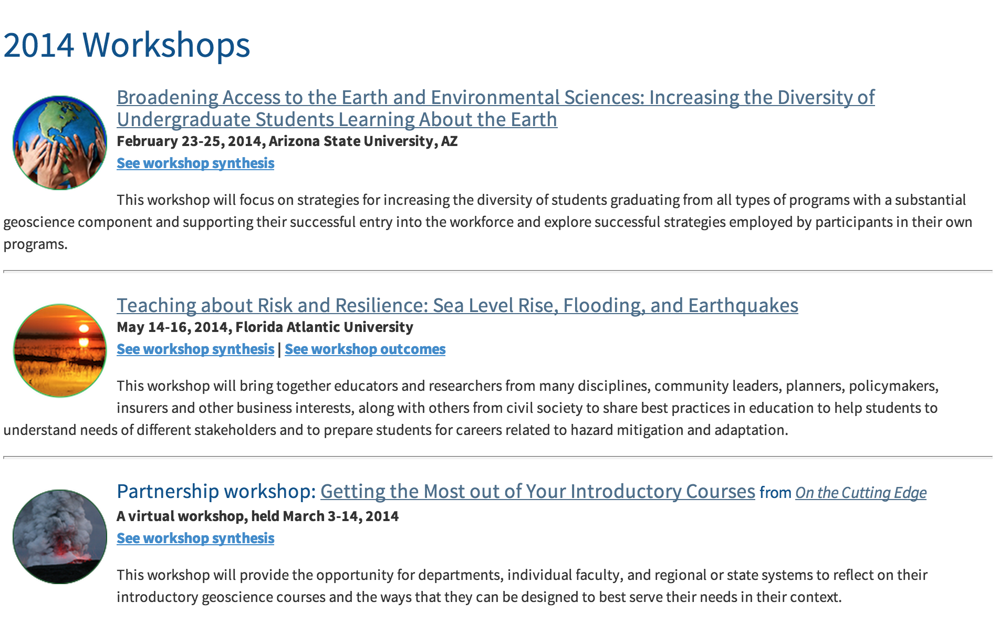 2014 Workshops
Broadening Access to the Earth and Environmental Sciences: Increasing the Diversity of
Undergraduate Students Learning About the Earth
February 23-25, 2014, Arizona State University, AZ
See workshop synthesis
This workshop will focus on strategies for increasing the diversity of students graduating from all types of programs with a substantial
geoscience component and supporting their successful entry into the workforce and explore successful strategies employed by participants in their own
programs.
Teaching about Risk and Resilience: Sea Level Rise, Flooding, and Earthquakes
May 14-16, 2014, Florida Atlantic University
See workshop synthesis | See workshop outcomes
This workshop will bring together educators and researchers from many disciplines, community leaders, planners, policymakers,
insurers and other business interests, along with others from civil society to share best practices in education to help students to
understand needs of different stakeholders and to prepare students for careers related to hazard mitigation and adaptation.
Partnership workshop: Getting the Most out of Your Introductory Courses from On the Cutting Edge
A virtual workshop, held March 3-14, 2014
See workshop synthesis
This workshop will provide the opportunity for departments, individual faculty, and regional or state systems to reflect on their
introductory geoscience courses and the ways that they can be designed to best serve their needs in their context.